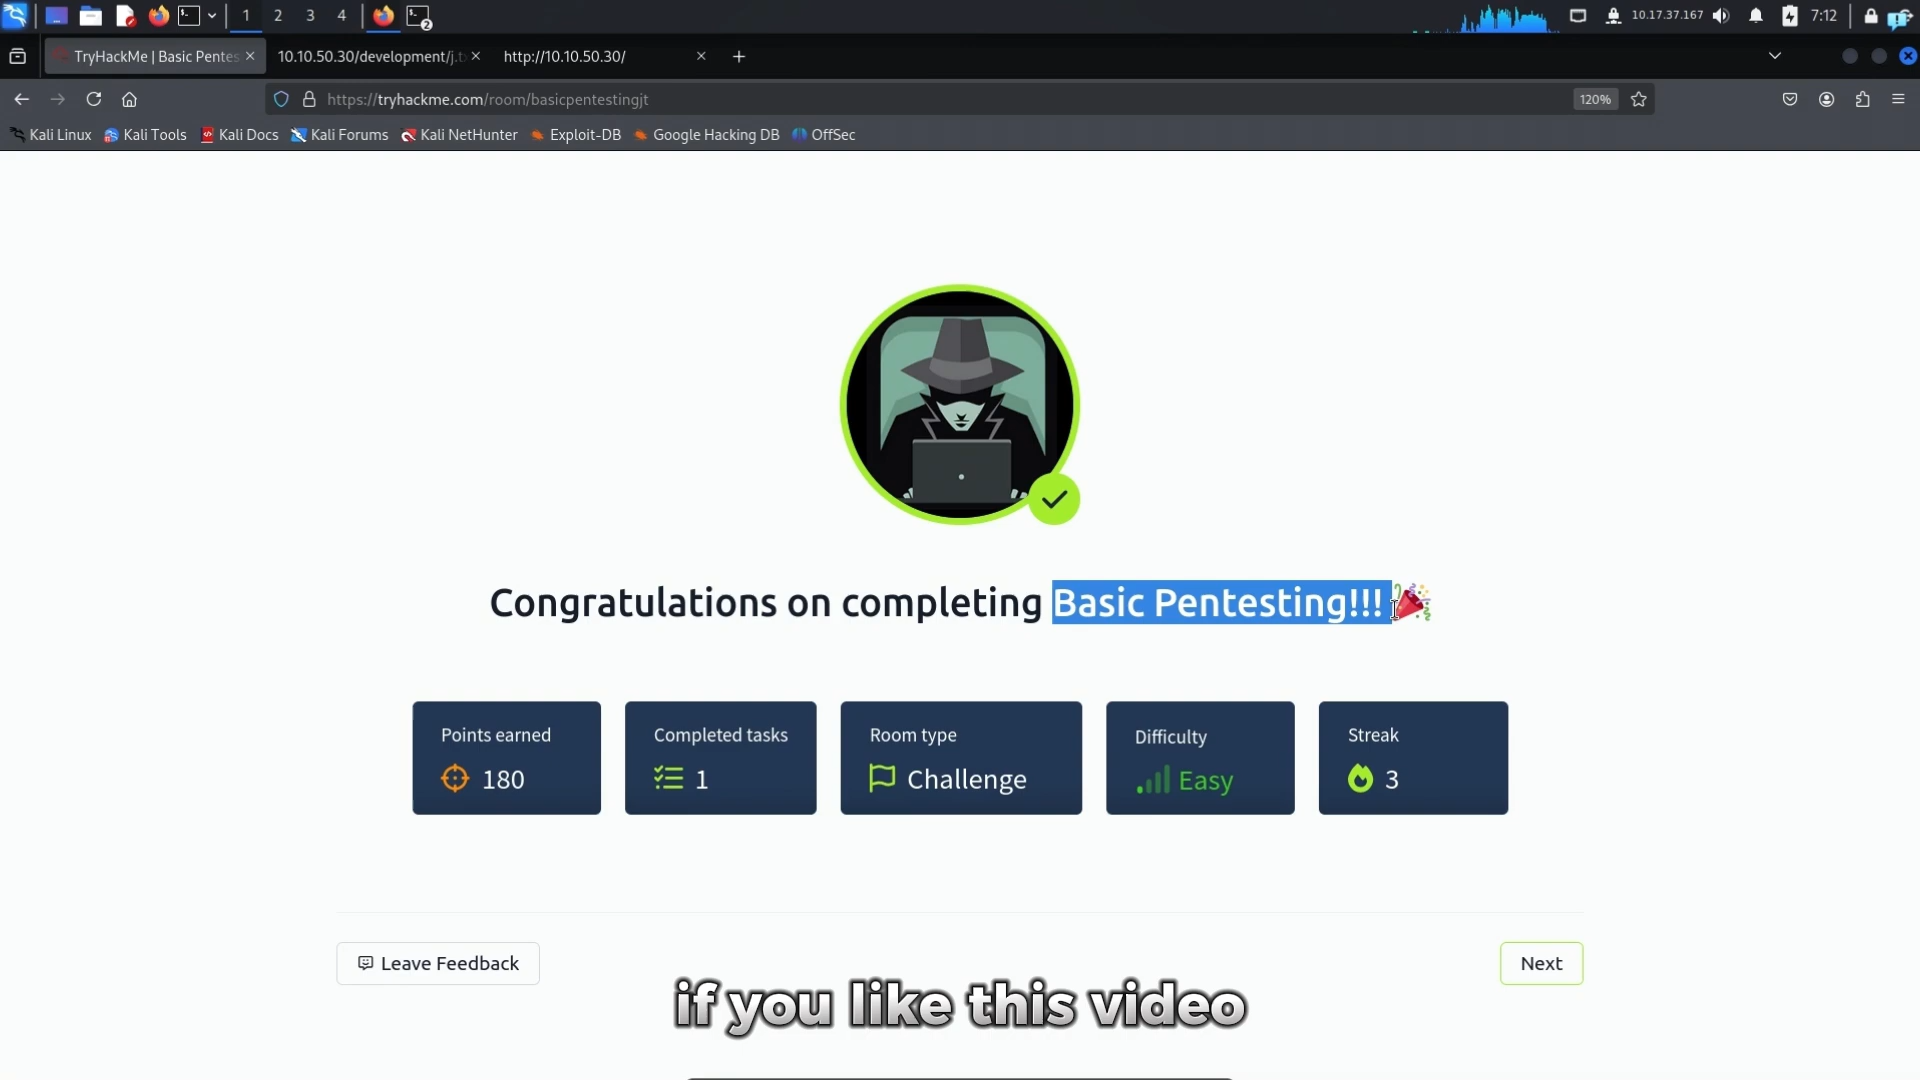 1 2 3 4 2 10.17.37.167 7:12
TryHackMe | Basic Pentes 10.10.50.30/development/j.t http://10.10.50.30/
https://tryhackme.com/room/basicpentestingjt 120%
Kali Linux Kali Tools Kali Docs Kali Forums Kali NetHunter Exploit-DB Google Hacking DB OffSec
Congratulations on completing Basic Pentesting!!! 🎉
Points earned Completed tasks Room type Difficulty Streak
180 1 Challenge Easy 3
Leave Feedback Next
if you like this video